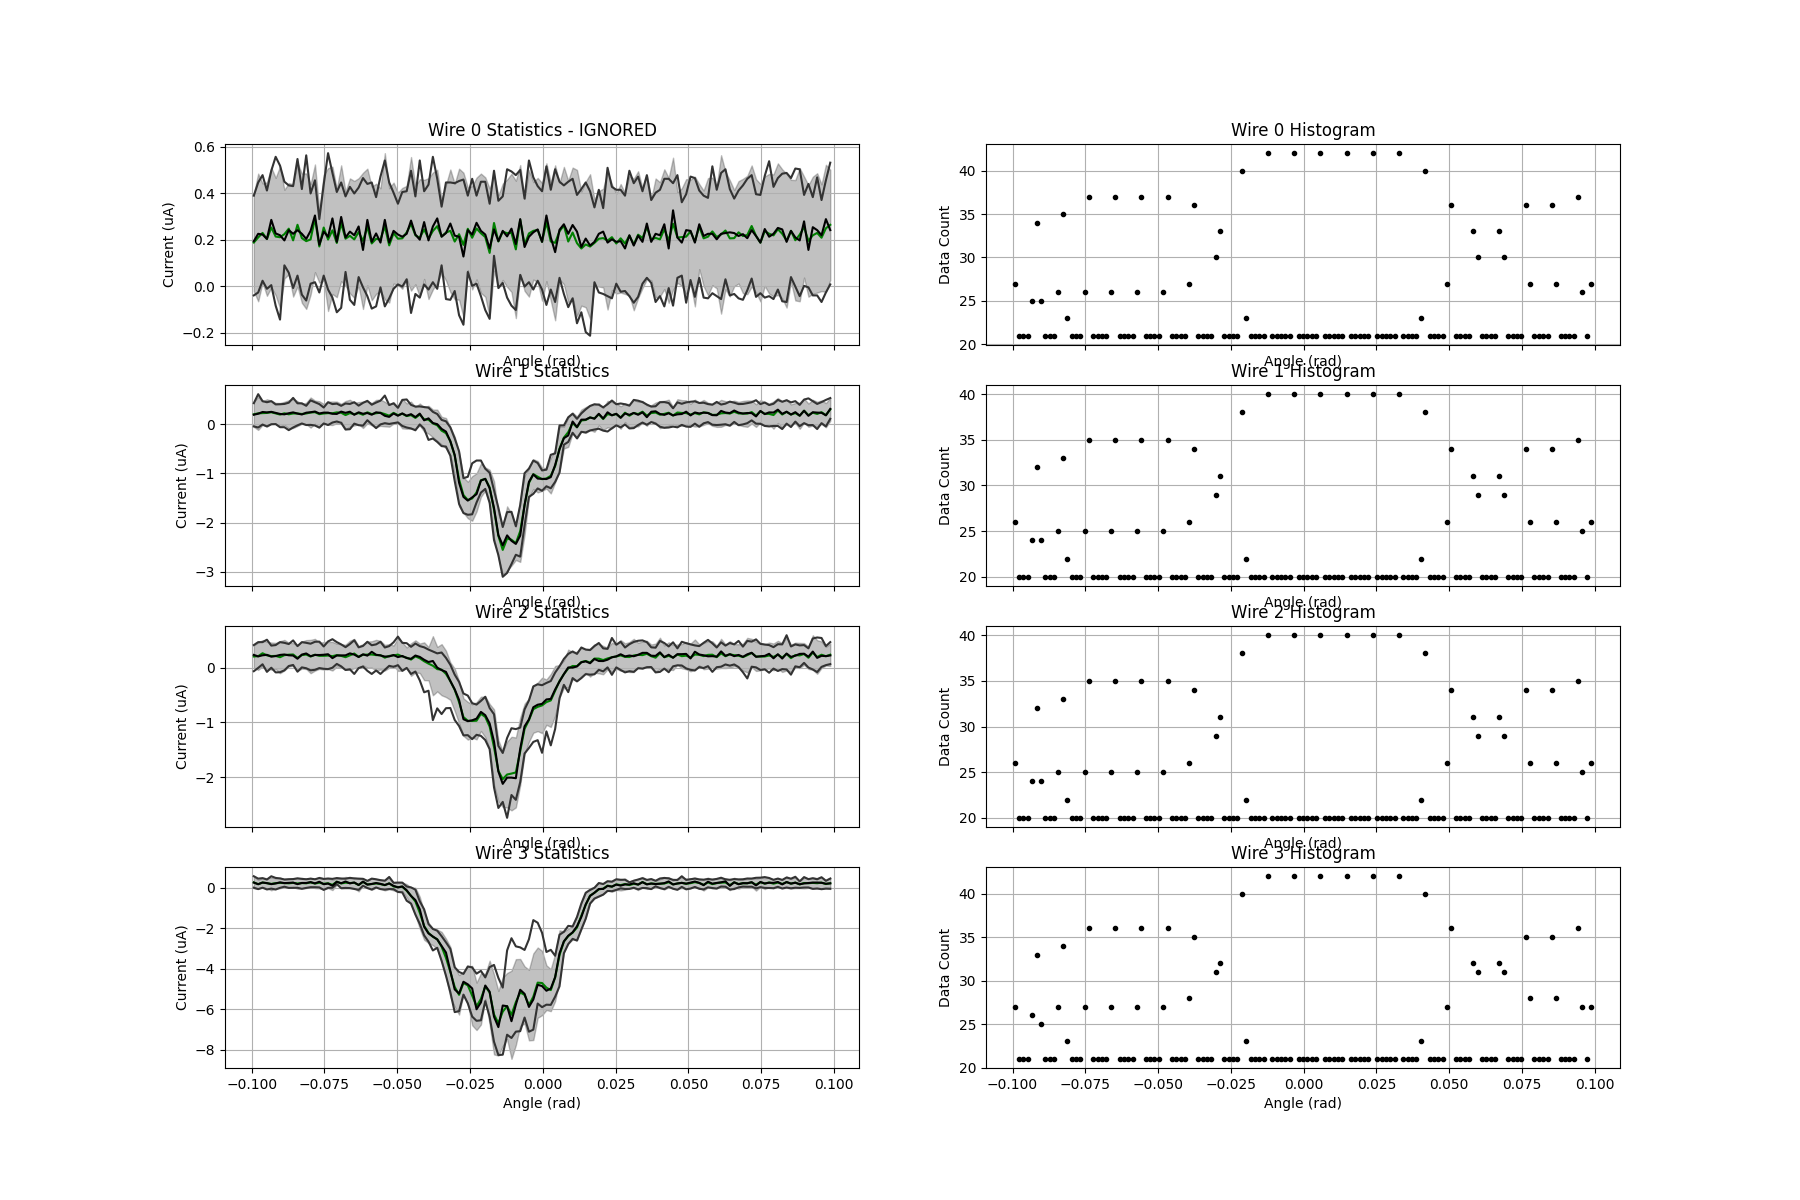 Wire 0 Statistics - IGNORED
Current (uA)
0.6
0.4
0.2
0.0
−0.2
Angle (rad)
Wire 0 Histogram
Data Count
40
35
30
25
20
Angle (rad)
Wire 1 Statistics
Current (uA)
0
−1
−2
−3
Angle (rad)
Wire 1 Histogram
Data Count
40
35
30
25
20
Angle (rad)
Wire 2 Statistics
Current (uA)
0
−1
−2
Angle (rad)
Wire 2 Histogram
Data Count
40
35
30
25
20
Angle (rad)
Wire 3 Statistics
Current (uA)
0
−2
−4
−6
−8
−0.100 −0.075 −0.050 −0.025 0.000 0.025 0.050 0.075 0.100
Angle (rad)
Wire 3 Histogram
Data Count
40
35
30
25
20
−0.100 −0.075 −0.050 −0.025 0.000 0.025 0.050 0.075 0.100
Angle (rad)